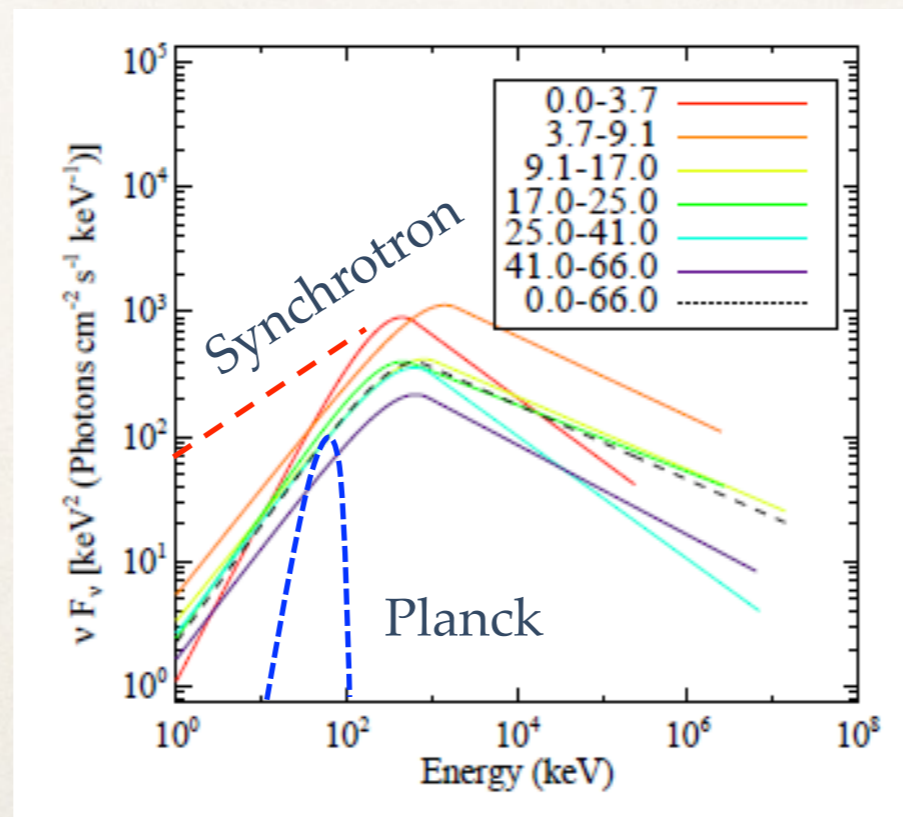 10⁵
10⁴
10³
10²
10¹
10⁰
ν Fν [keV² (Photons cm⁻² s⁻¹ keV⁻¹)]
0.0-3.7
3.7-9.1
9.1-17.0
17.0-25.0
25.0-41.0
41.0-66.0
0.0-66.0
Synchrotron
Planck
10⁰ 10² 10⁴ 10⁶ 10⁸
Energy (keV)